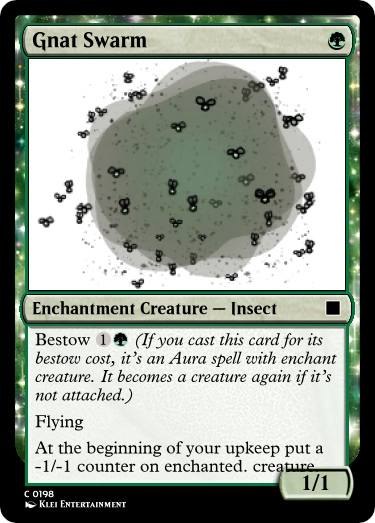 Gnat Swarm
Enchantment Creature — Insect
Bestow 1 (If you cast this card for its
bestow cost, it's an Aura spell with enchant
creature. It becomes a creature again if it's
not attached.)
Flying
At the beginning of your upkeep put a
-1/-1 counter on enchanted. creature.
1/1
C 0198
Klei Entertainment